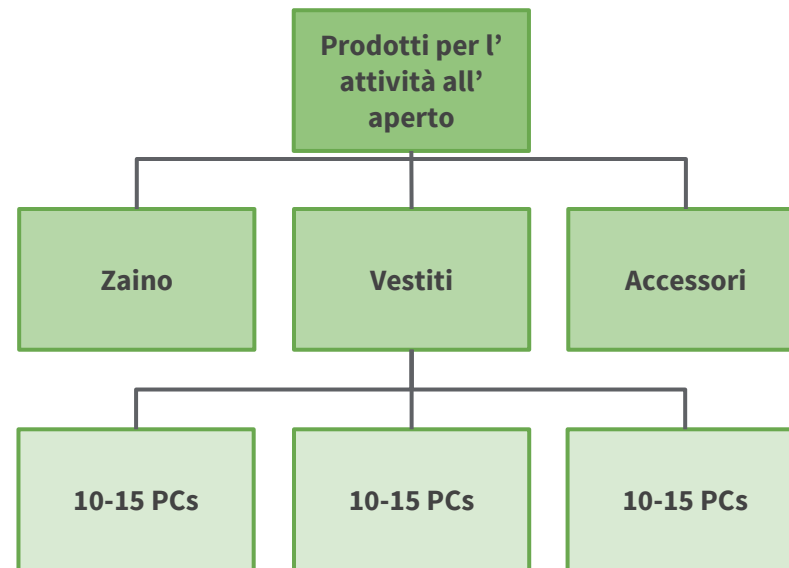 Prodotti per l’
attività all’
aperto
Zaino
Vestiti
Accessori
10-15 PCs
10-15 PCs
10-15 PCs